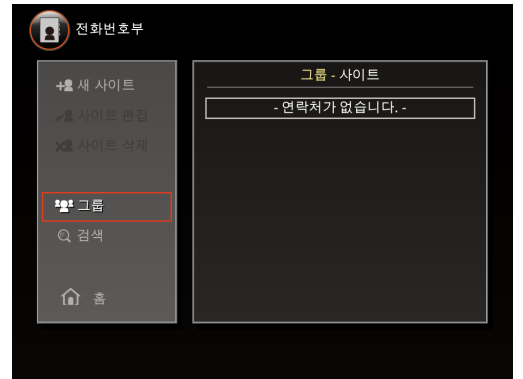 전화번호부
새 사이트
사이트 편집
사이트 삭제
그룹
검색
홈
그룹 - 사이트
- 연락처가 없습니다. -